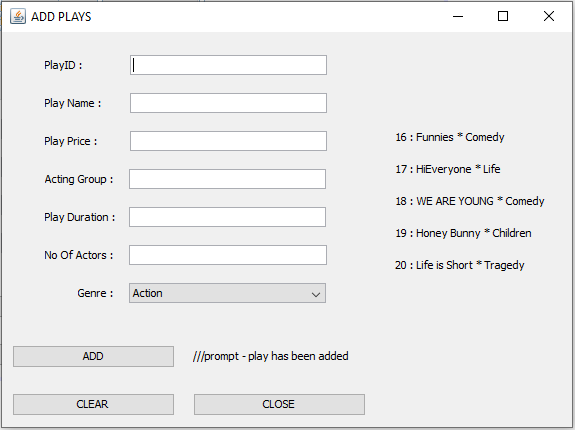 ADD PLAYS
PlayID :
Play Name :
Play Price :
Acting Group :
Play Duration :
No Of Actors :
Genre :
Action
16 : Funnies * Comedy
17 : HiEveryone * Life
18 : WE ARE YOUNG * Comedy
19 : Honey Bunny * Children
20 : Life is Short * Tragedy
ADD
///prompt - play has been added
CLEAR
CLOSE